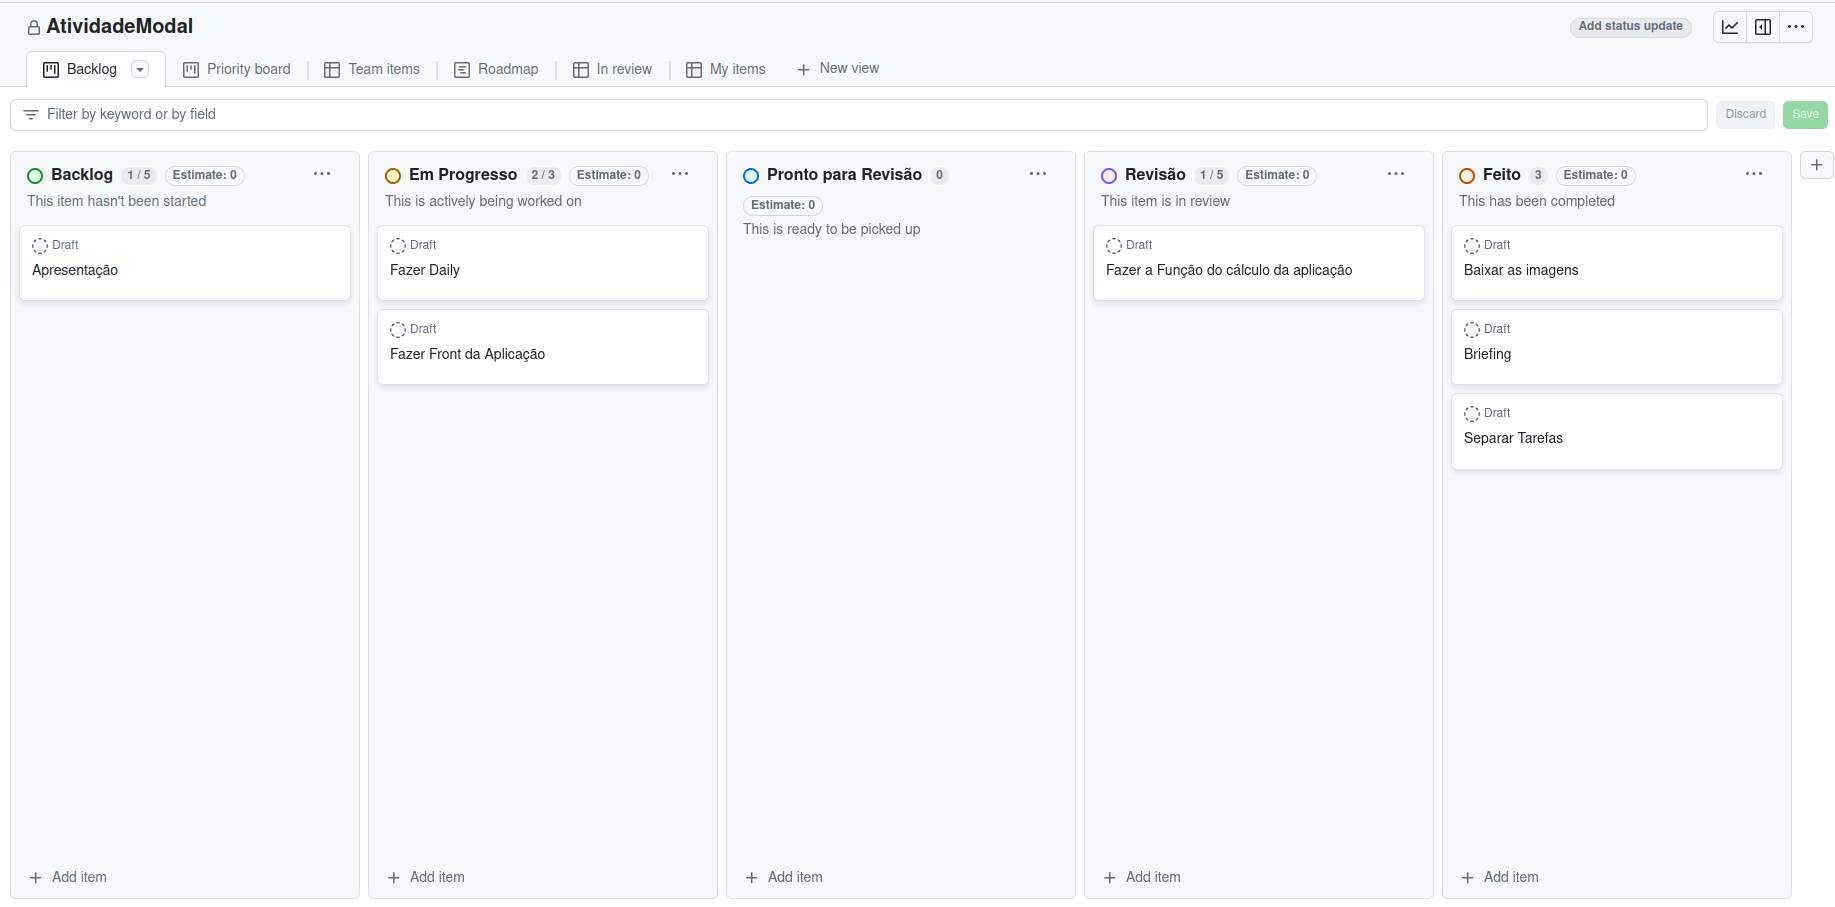 AtividadeModal
Add status update
Backlog
Priority board
Team items
Roadmap
In review
My items
New view
Filter by keyword or by field
Discard
Save
Backlog 1 / 5 Estimate: 0
This item hasn't been started
Draft
Apresentação
Add item
Em Progresso 2 / 3 Estimate: 0
This is actively being worked on
Draft
Fazer Daily
Draft
Fazer Front da Aplicação
Add item
Pronto para Revisão 0
Estimate: 0
This is ready to be picked up
Add item
Revisão 1 / 5 Estimate: 0
This item is in review
Draft
Fazer a Função do cálculo da aplicação
Add item
Feito 3 Estimate: 0
This has been completed
Draft
Baixar as imagens
Draft
Briefing
Draft
Separar Tarefas
Add item